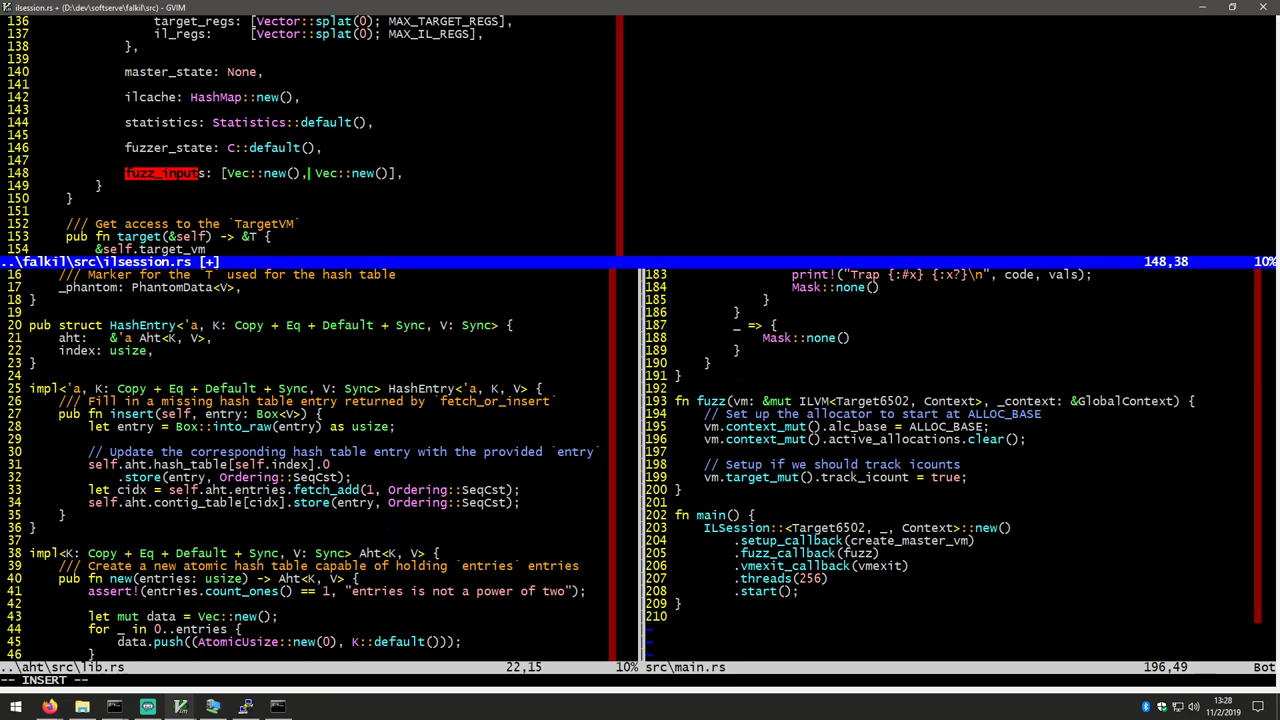 ilsession.rs + (D:\dev\softserve\falkil\src) - GVIM
136                 target_regs: [Vector::splat(0); MAX_TARGET_REGS],
137                 il_regs:     [Vector::splat(0); MAX_IL_REGS],
138             },
139
140             master_state: None,
141
142             ilcache: HashMap::new(),
143
144             statistics: Statistics::default(),
145
146             fuzzer_state: C::default(),
147
148             fuzz_inputs: [Vec::new(), Vec::new()],
149         }
150     }
151
152     /// Get access to the `TargetVM`
153     pub fn target(&self) -> &T {
154         &self.target_vm
..\falkil\src\ilsession.rs [+] 148,38 10%
16     /// Marker for the `T` used for the hash table
17     _phantom: PhantomData<V>,
18 }
19
20 pub struct HashEntry<'a, K: Copy + Eq + Default + Sync, V: Sync> {
21     aht:   &'a Aht<K, V>,
22     index: usize,
23 }
24
25 impl<'a, K: Copy + Eq + Default + Sync, V: Sync> HashEntry<'a, K, V> {
26     /// Fill in a missing hash table entry returned by `fetch_or_insert`
27     pub fn insert(self, entry: Box<V>) {
28         let entry = Box::into_raw(entry) as usize;
29
30         // Update the corresponding hash table entry with the provided `entry`
31         self.aht.hash_table[self.index].0
32             .store(entry, Ordering::SeqCst);
33         let cidx = self.aht.entries.fetch_add(1, Ordering::SeqCst);
34         self.aht.contig_table[cidx].store(entry, Ordering::SeqCst);
35     }
36 }
37
38 impl<K: Copy + Eq + Default + Sync, V: Sync> Aht<K, V> {
39     /// Create a new atomic hash table capable of holding `entries` entries
40     pub fn new(entries: usize) -> Aht<K, V> {
41         assert!(entries.count_ones() == 1, "entries is not a power of two");
42
43         let mut data = Vec::new();
44         for _ in 0..entries {
45             data.push((AtomicUsize::new(0), K::default()));
46         }
..\aht\src\lib.rs 22,15 10%
183                 print!("Trap {:#x} {:x?}\n", code, vals);
184                 Mask::none()
185             }
186         }
187         _ => {
188             Mask::none()
189         }
190     }
191 }
192
193 fn fuzz(vm: &mut ILVM<Target6502, Context>, _context: &GlobalContext) {
194     // Set up the allocator to start at ALLOC_BASE
195     vm.context_mut().alc_base = ALLOC_BASE;
196     vm.context_mut().active_allocations.clear();
197
198     // Setup if we should track icounts
199     vm.target_mut().track_icount = true;
200 }
201
202 fn main() {
203     ILSession::<Target6502, _, Context>::new()
204         .setup_callback(create_master_vm)
205         .fuzz_callback(fuzz)
206         .vmexit_callback(vmexit)
207         .threads(256)
208         .start();
209 }
210
~
~
~
src\main.rs 196,49 Bot
-- INSERT --
13:28
11/2/2019